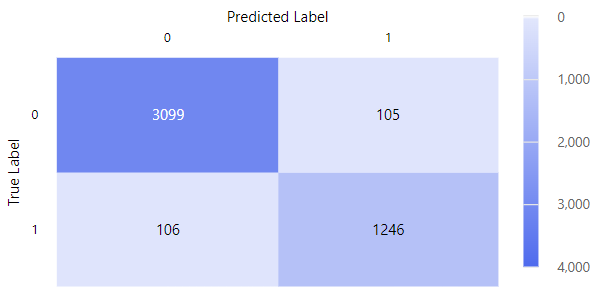 Predicted Label
0 1
True Label
0 3099 105
1 106 1246
0
1,000
2,000
3,000
4,000